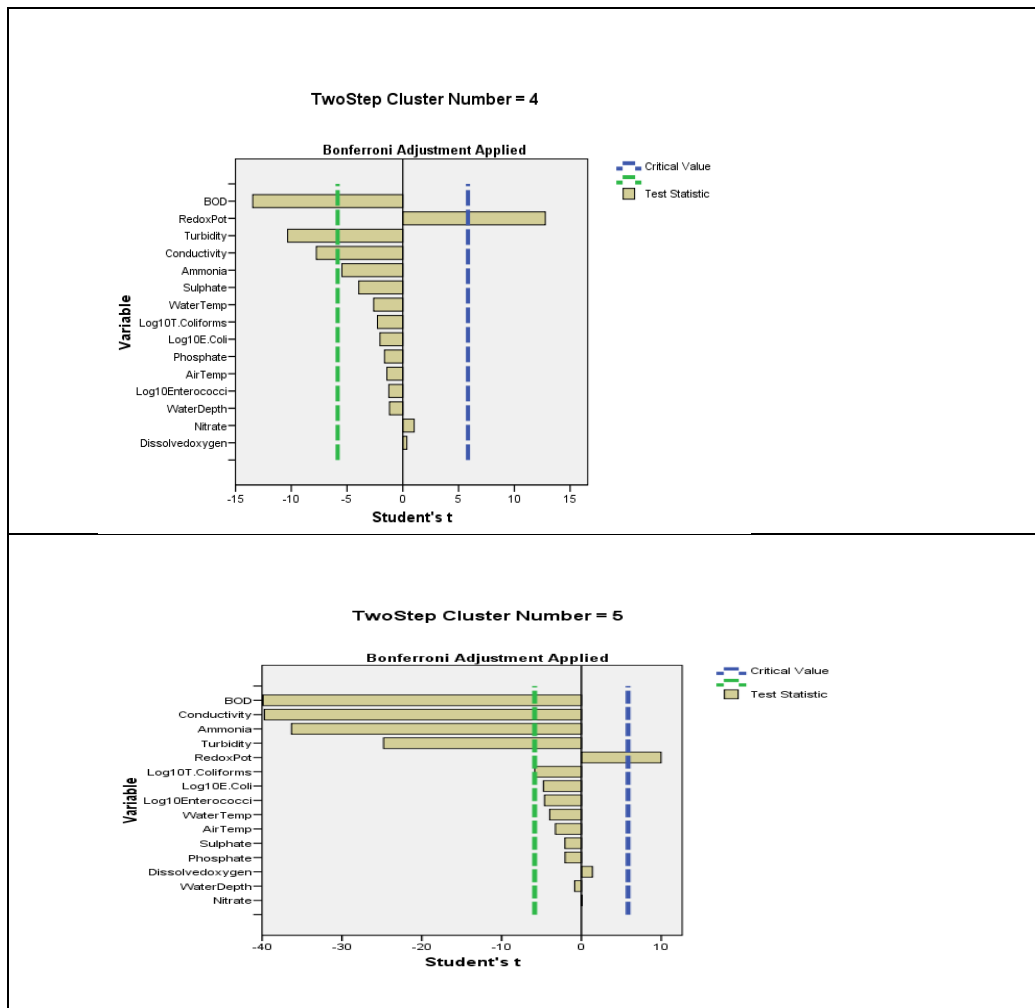 TwoStep Cluster Number = 4
Bonferroni Adjustment Applied
Critical Value
Test Statistic
Variable
BOD
RedoxPot
Turbidity
Conductivity
Ammonia
Sulphate
WaterTemp
Log10T.Coliforms
Log10E.Coli
Phosphate
AirTemp
Log10Enterococci
WaterDepth
Nitrate
Dissolvedoxygen
-15 -10 -5 0 5 10 15
Student's t
TwoStep Cluster Number = 5
Bonferroni Adjustment Applied
Critical Value
Test Statistic
Variable
BOD
Conductivity
Ammonia
Turbidity
RedoxPot
Log10T.Coliforms
Log10E.Coli
Log10Enterococci
WaterTemp
AirTemp
Sulphate
Phosphate
Dissolvedoxygen
WaterDepth
Nitrate
-40 -30 -20 -10 0 10
Student's t